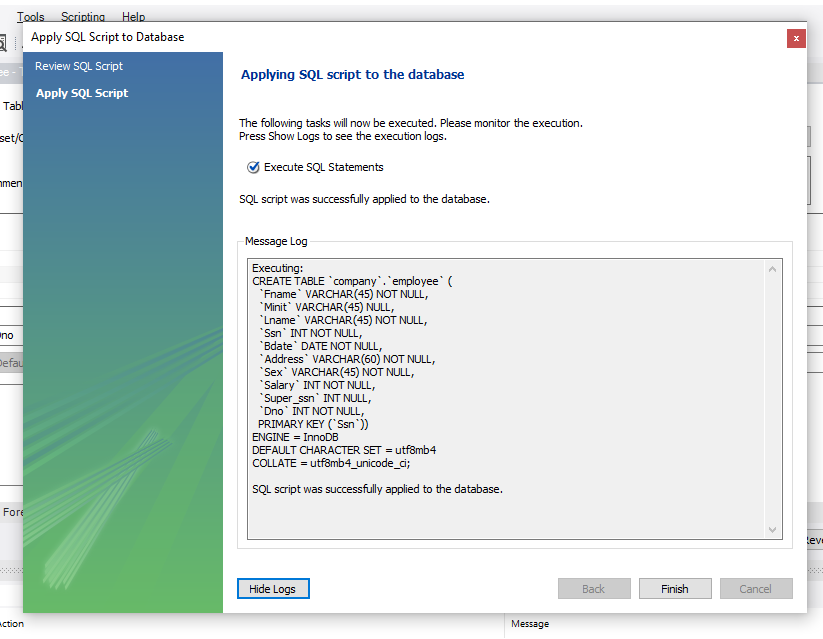 Tools Scripting Help
Apply SQL Script to Database
x
Review SQL Script
Apply SQL Script
Applying SQL script to the database
The following tasks will now be executed. Please monitor the execution.
Press Show Logs to see the execution logs.
Execute SQL Statements
SQL script was successfully applied to the database.
Message Log
Executing:
CREATE TABLE `company`.`employee` (
`Fname` VARCHAR(45) NOT NULL,
`Minit` VARCHAR(45) NULL,
`Lname` VARCHAR(45) NOT NULL,
`Ssn` INT NOT NULL,
`Bdate` DATE NOT NULL,
`Address` VARCHAR(60) NOT NULL,
`Sex` VARCHAR(45) NOT NULL,
`Salary` INT NOT NULL,
`Super_ssn` INT NULL,
`Dno` INT NOT NULL,
PRIMARY KEY (`Ssn`))
ENGINE = InnoDB
DEFAULT CHARACTER SET = utf8mb4
COLLATE = utf8mb4_unicode_ci;
SQL script was successfully applied to the database.
Hide Logs
Back
Finish
Cancel
Message